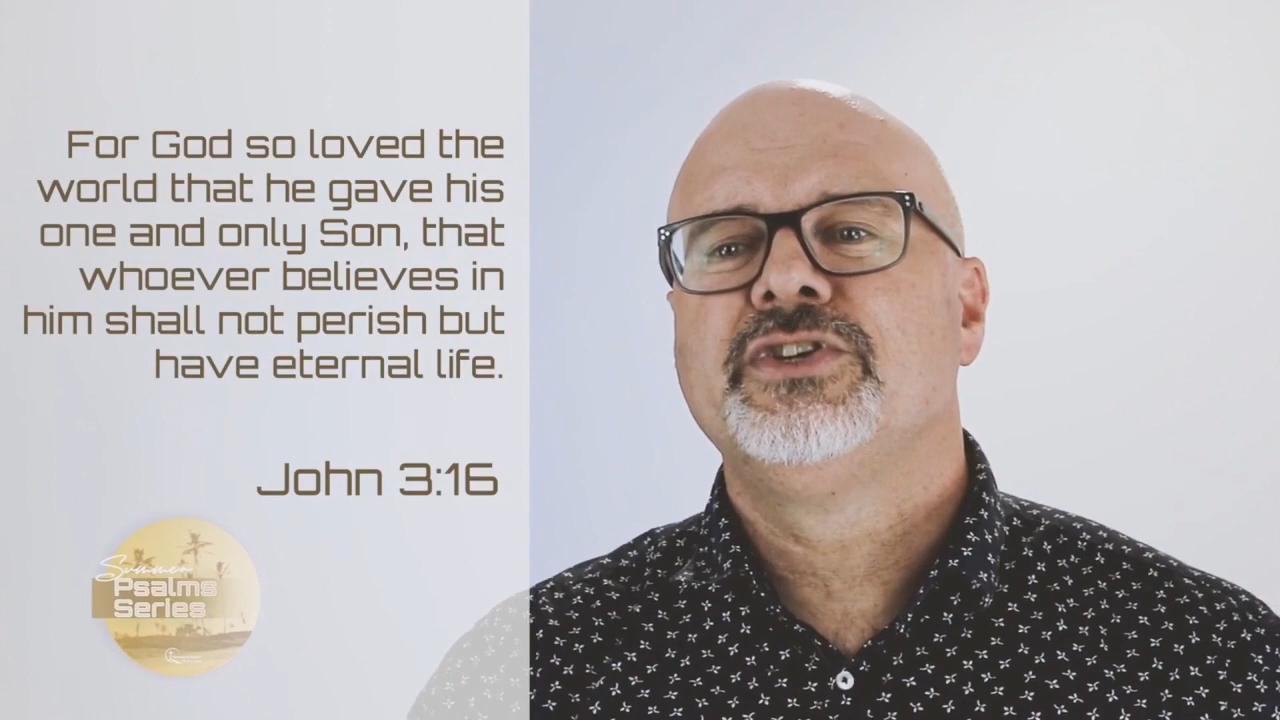 For God so loved the
world that he gave his
one and only Son, that
whoever believes in
him shall not perish but
have eternal life.
John 3:16
Summer
Psalms
Series